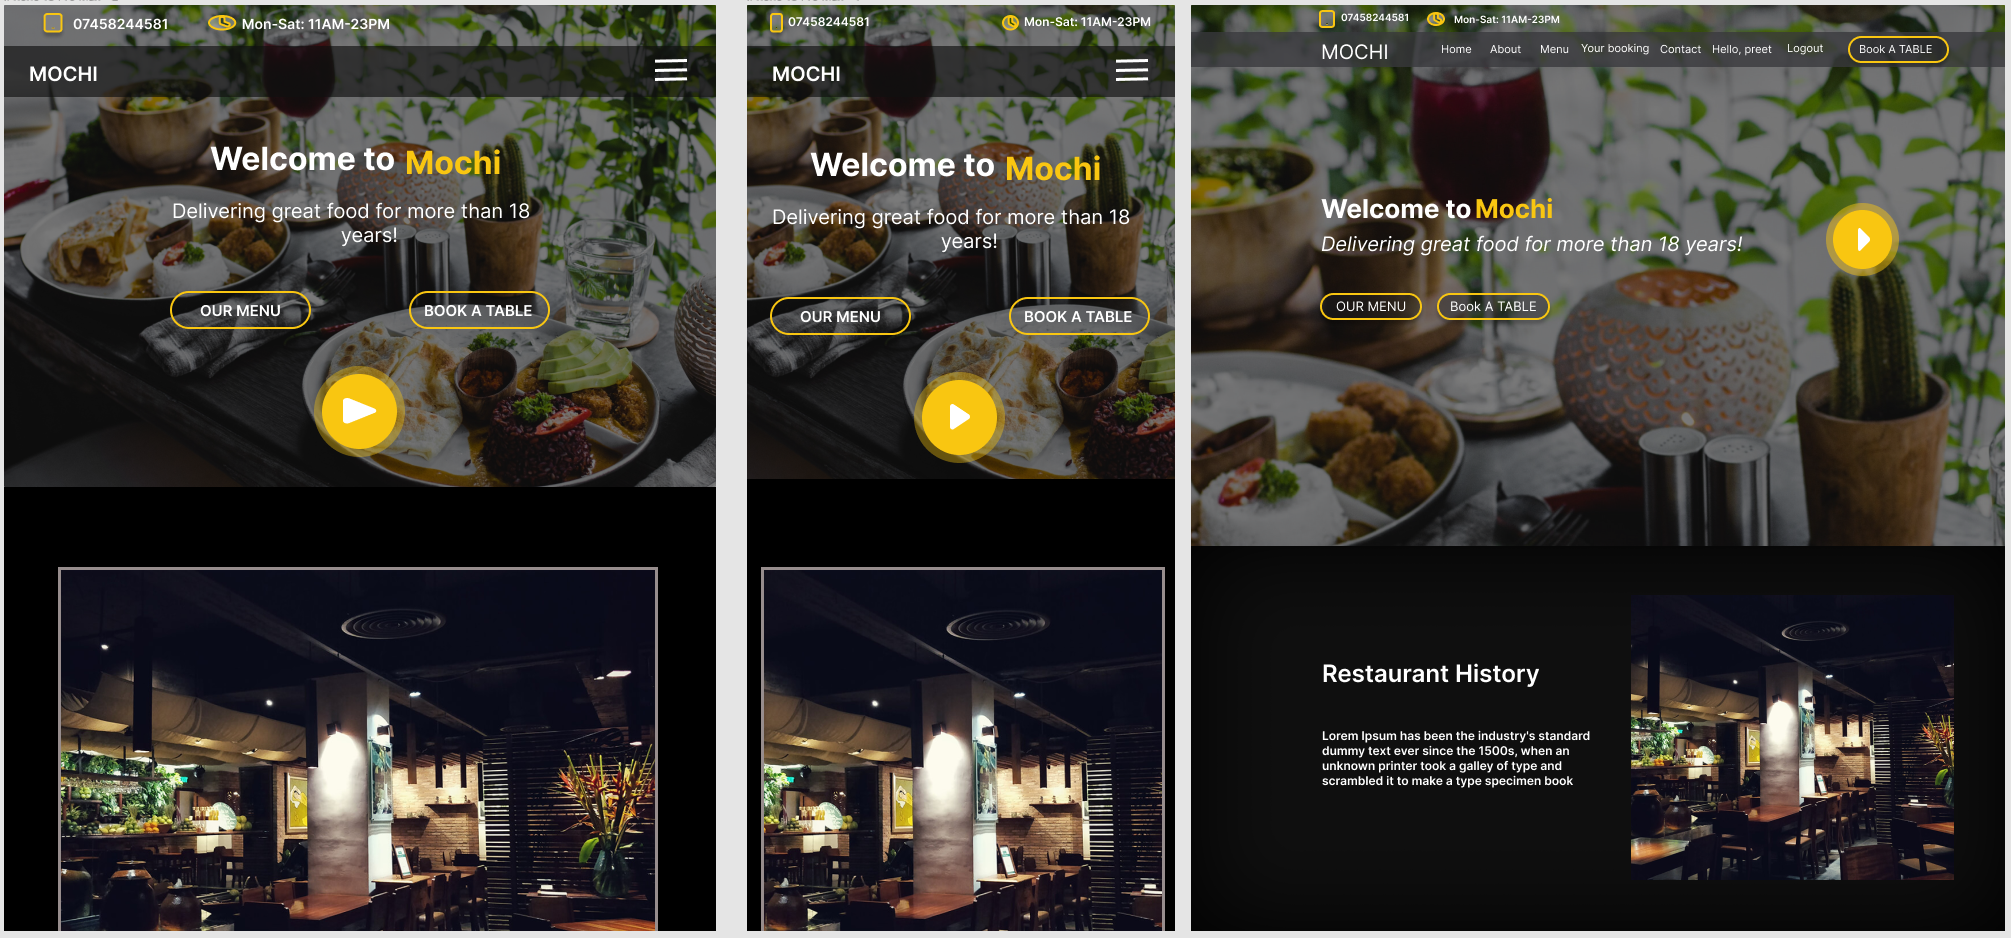 07458244581
Mon-Sat: 11AM-23PM
MOCHI
Welcome to Mochi
Delivering great food for more than 18
years!
OUR MENU
BOOK A TABLE
07458244581
Mon-Sat: 11AM-23PM
MOCHI
Welcome to Mochi
Delivering great food for more than 18
years!
OUR MENU
BOOK A TABLE
07458244581
Mon-Sat: 11AM-23PM
MOCHI
Home
About
Menu
Your booking
Contact
Hello, preet
Logout
Book A TABLE
Welcome to Mochi
Delivering great food for more than 18 years!
OUR MENU
Book A TABLE
Restaurant History
Lorem Ipsum has been the industry's standard
dummy text ever since the 1500s, when an
unknown printer took a galley of type and
scrambled it to make a type specimen book